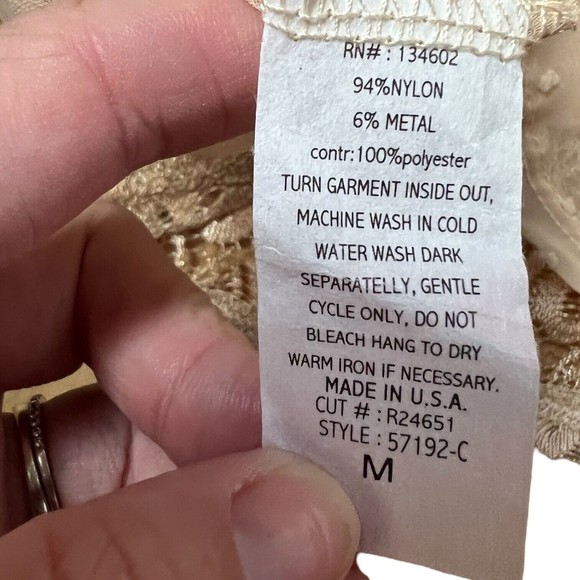 RN# : 134602
94%NYLON
6% METAL
contr:100%polyester
TURN GARMENT INSIDE OUT,
MACHINE WASH IN COLD
WATER WASH DARK
SEPARATELLY, GENTLE
CYCLE ONLY, DO NOT
BLEACH HANG TO DRY
WARM IRON IF NECESSARY.
MADE IN U.S.A.
CUT # : R24651
STYLE : 57192-C
M